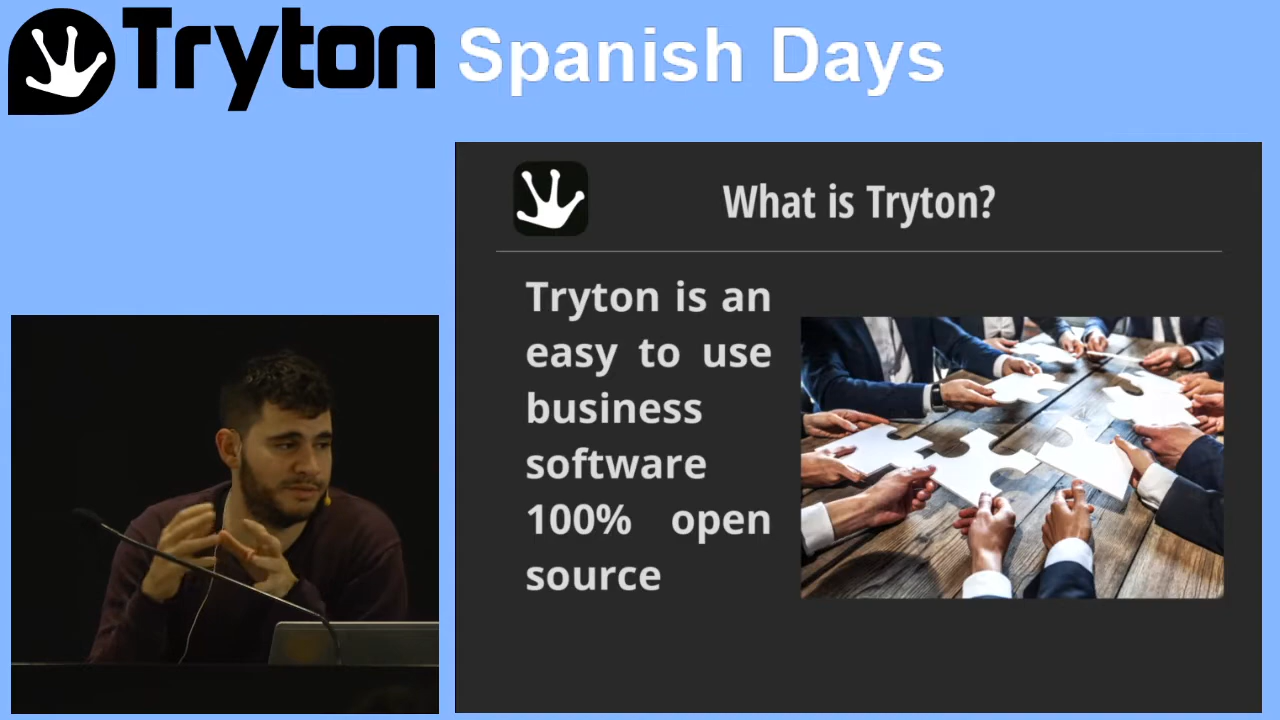 Tryton Spanish Days
What is Tryton?
Tryton is an
easy to use
business
software
100% open
source